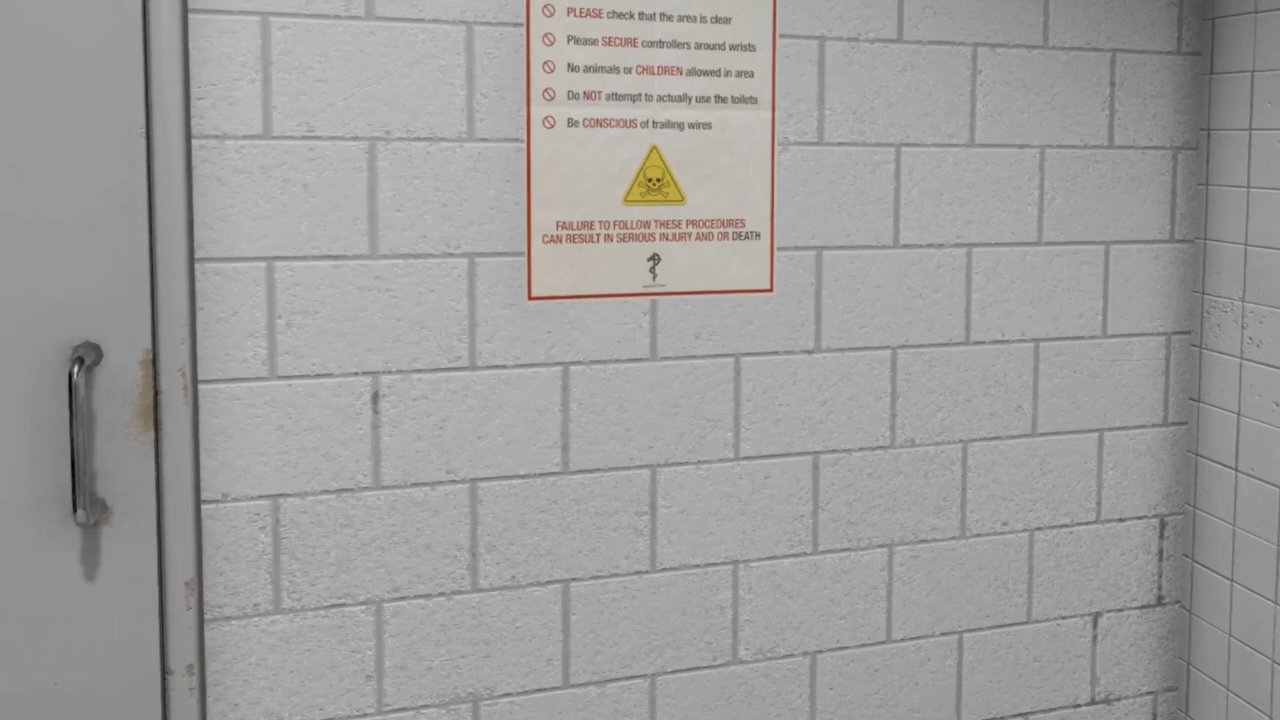 PLEASE check that the area is clear
Please SECURE controllers around wrists
No animals or CHILDREN allowed in area
Do NOT attempt to actually use the toilets
Be CONSCIOUS of trailing wires
FAILURE TO FOLLOW THESE PROCEDURES
CAN RESULT IN SERIOUS INJURY AND OR DEATH